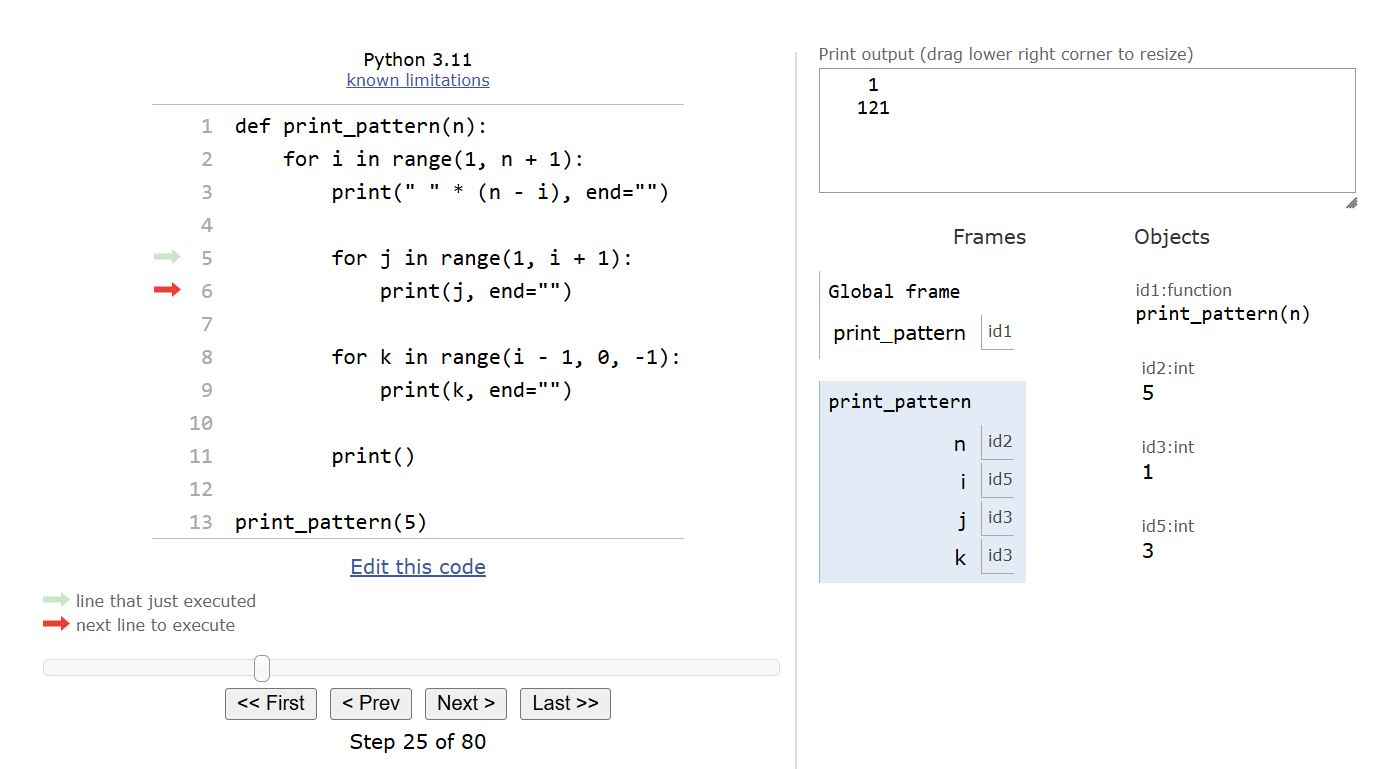 Python 3.11
known limitations
1 def print_pattern(n):
2     for i in range(1, n + 1):
3         print(" " * (n - i), end="")
4
5         for j in range(1, i + 1):
6             print(j, end="")
7
8         for k in range(i - 1, 0, -1):
9             print(k, end="")
10
11         print()
12
13 print_pattern(5)
Edit this code
line that just executed
next line to execute
<< First < Prev Next > Last >>
Step 25 of 80
Print output (drag lower right corner to resize)
    1
   121
Frames Objects
Global frame
print_pattern id1
print_pattern
n id2
i id5
j id3
k id3
id1:function
print_pattern(n)
id2:int
5
id3:int
1
id5:int
3